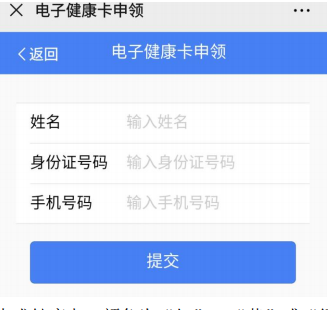 × 电子健康卡申领 ...
<返回 电子健康卡申领
姓名 输入姓名
身份证号码 输入身份证号码
手机号码 输入手机号码
提交